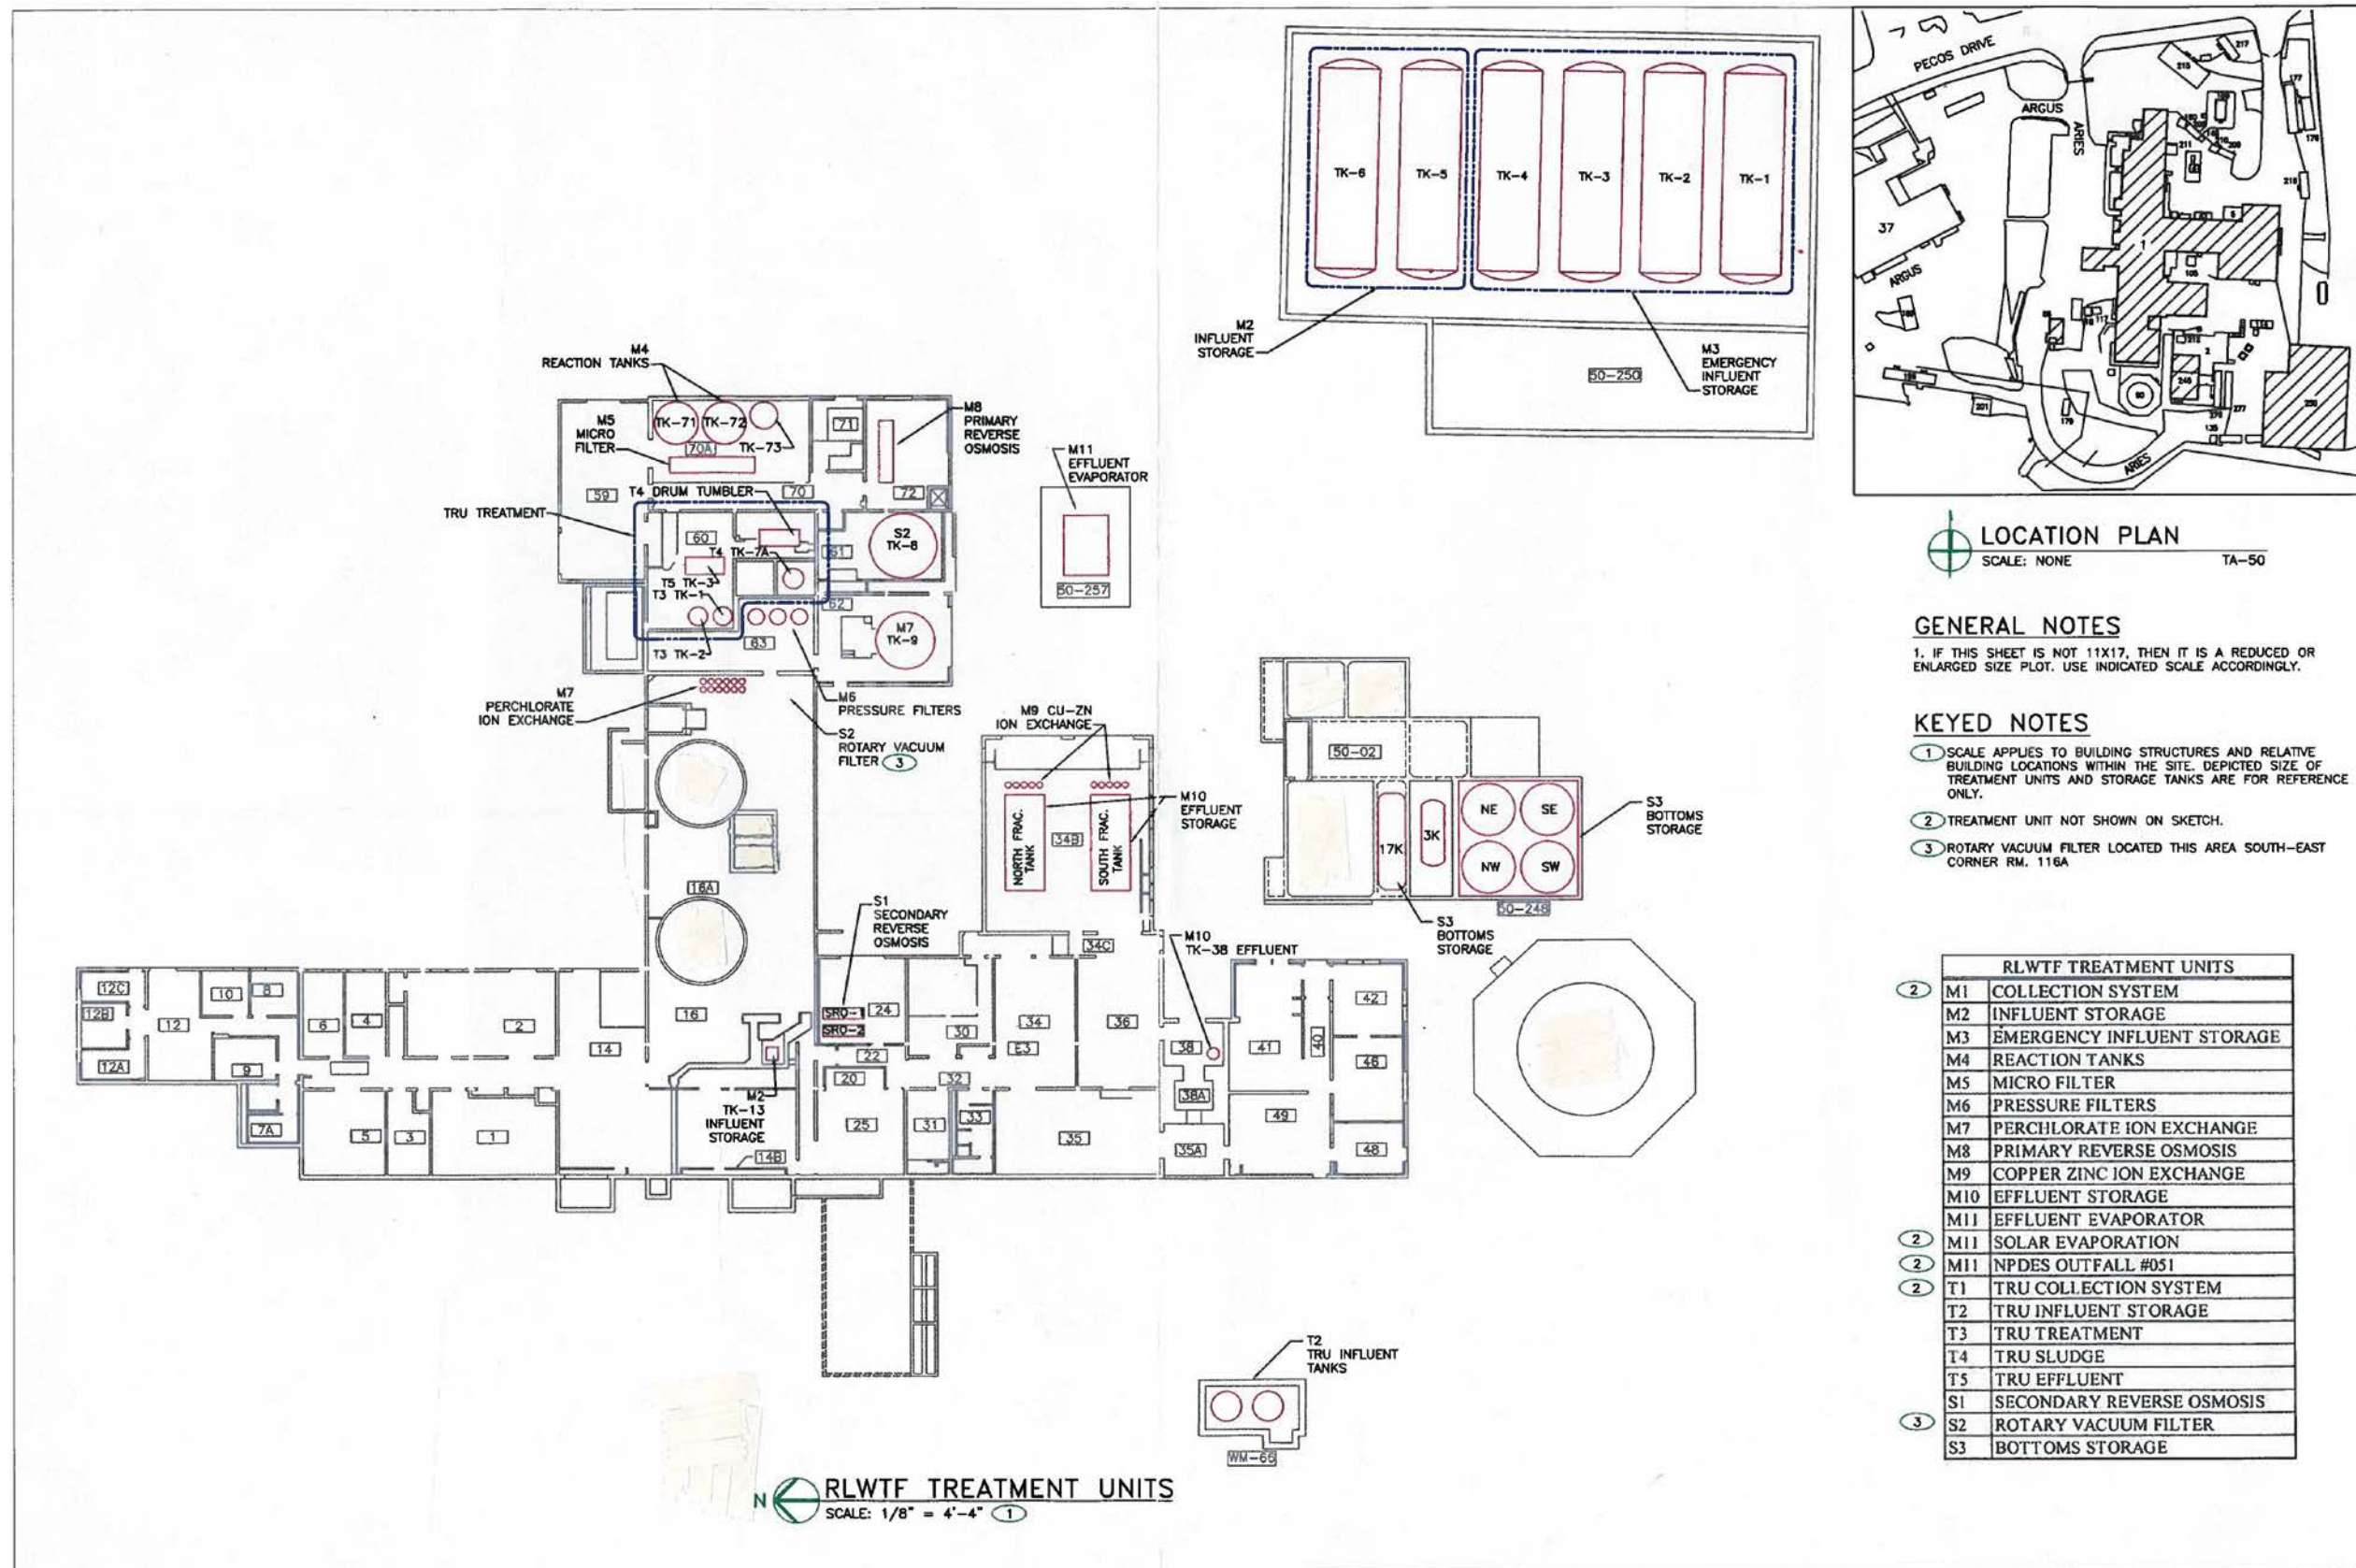 TK-6
TK-5
TK-4
TK-3
TK-2
TK-1
M2
INFLUENT
STORAGE
M3
EMERGENCY
INFLUENT
STORAGE
50-250
M4
REACTION TANKS
M5
MICRO
FILTER
TK-71
TK-72
TK-73
70A
71
M8
PRIMARY
REVERSE
OSMOSIS
M11
EFFLUENT
EVAPORATOR
50-257
59
T4 DRUM TUMBLER
70
72
TRU TREATMENT
60
T4 TK-7A
61
S2
TK-8
T5 TK-3
T3 TK-1
62
M7
TK-9
T3 TK-2
63
M7
PERCHLORATE
ION EXCHANGE
M6
PRESSURE FILTERS
S2
ROTARY VACUUM
FILTER 3
M9 CU-ZN
ION EXCHANGE
M10
EFFLUENT
STORAGE
NORTH FRAC.
TANK
34B
SOUTH FRAC.
TANK
50-02
17K
3K
NE
SE
NW
SW
S3
BOTTOMS
STORAGE
50-248
S3
BOTTOMS
STORAGE
16A
S1
SECONDARY
REVERSE
OSMOSIS
34C
M10
TK-38 EFFLUENT
12C
10
8
12B
12
6
4
2
16
SRO-1
24
SRO-2
30
34
36
38
41
40
42
14
22
E3
46
12A
9
20
32
38A
M2
TK-13
INFLUENT
STORAGE
7A
5
3
1
25
31
33
35
49
14B
35A
48
T2
TRU INFLUENT
TANKS
WM-66
N
RLWTF TREATMENT UNITS
SCALE: 1/8" = 4'-4" 1
PECOS DRIVE
ARGUS
ARIES
37
ARGUS
1
ARIES
217
215
177
176
211
216
105
117
2
201
179
277
135
LOCATION PLAN
SCALE: NONE TA-50
GENERAL NOTES
1. IF THIS SHEET IS NOT 11X17, THEN IT IS A REDUCED OR
ENLARGED SIZE PLOT. USE INDICATED SCALE ACCORDINGLY.
KEYED NOTES
1 SCALE APPLIES TO BUILDING STRUCTURES AND RELATIVE
BUILDING LOCATIONS WITHIN THE SITE. DEPICTED SIZE OF
TREATMENT UNITS AND STORAGE TANKS ARE FOR REFERENCE
ONLY.
2 TREATMENT UNIT NOT SHOWN ON SKETCH.
3 ROTARY VACUUM FILTER LOCATED THIS AREA SOUTH-EAST
CORNER RM. 116A
RLWTF TREATMENT UNITS
2 M1 COLLECTION SYSTEM
M2 INFLUENT STORAGE
M3 EMERGENCY INFLUENT STORAGE
M4 REACTION TANKS
M5 MICRO FILTER
M6 PRESSURE FILTERS
M7 PERCHLORATE ION EXCHANGE
M8 PRIMARY REVERSE OSMOSIS
M9 COPPER ZINC ION EXCHANGE
M10 EFFLUENT STORAGE
M11 EFFLUENT EVAPORATOR
2 M11 SOLAR EVAPORATION
2 M11 NPDES OUTFALL #051
2 T1 TRU COLLECTION SYSTEM
T2 TRU INFLUENT STORAGE
T3 TRU TREATMENT
T4 TRU SLUDGE
T5 TRU EFFLUENT
S1 SECONDARY REVERSE OSMOSIS
3 S2 ROTARY VACUUM FILTER
S3 BOTTOMS STORAGE